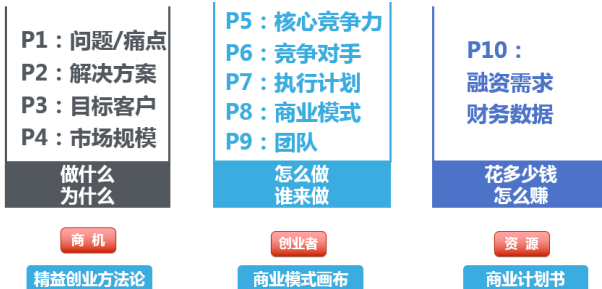 P1：问题/痛点
P2：解决方案
P3：目标客户
P4：市场规模
做什么
为什么
商 机
精益创业方法论
P5：核心竞争力
P6：竞争对手
P7：执行计划
P8：商业模式
P9：团队
怎么做
谁来做
创业者
商业模式画布
P10：
融资需求
财务数据
花多少钱
怎么赚
资 源
商业计划书